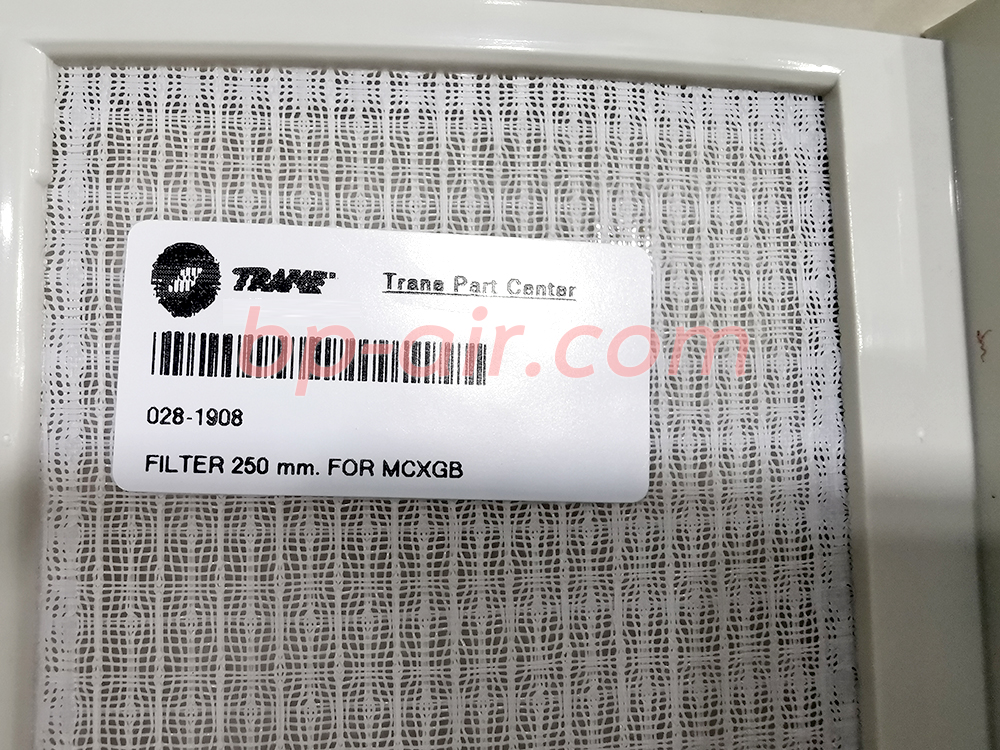 TRANE
Trane Part Center
bp-air.com
028-1908
FILTER 250 mm. FOR MCXGB